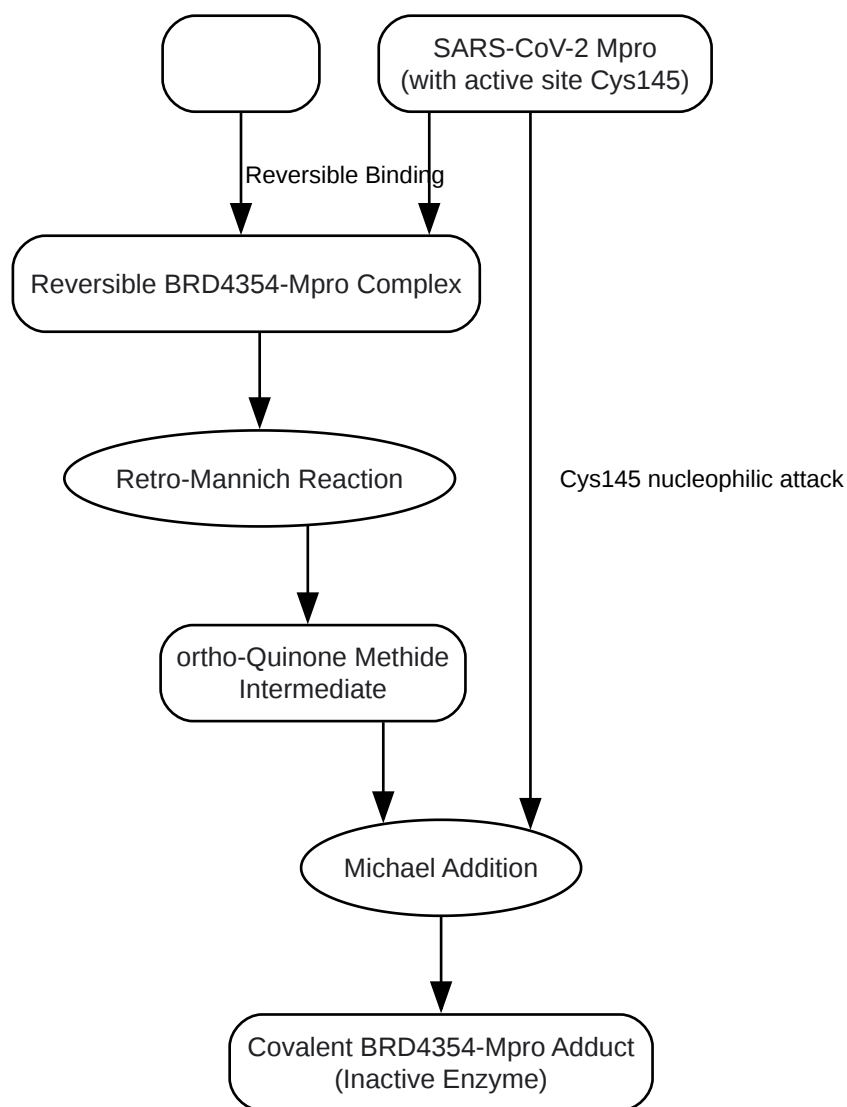 SARS-CoV-2 Mpro
(with active site Cys145)
Reversible Binding
Reversible BRD4354-Mpro Complex
Retro-Mannich Reaction
Cys145 nucleophilic attack
ortho-Quinone Methide
Intermediate
Michael Addition
Covalent BRD4354-Mpro Adduct
(Inactive Enzyme)